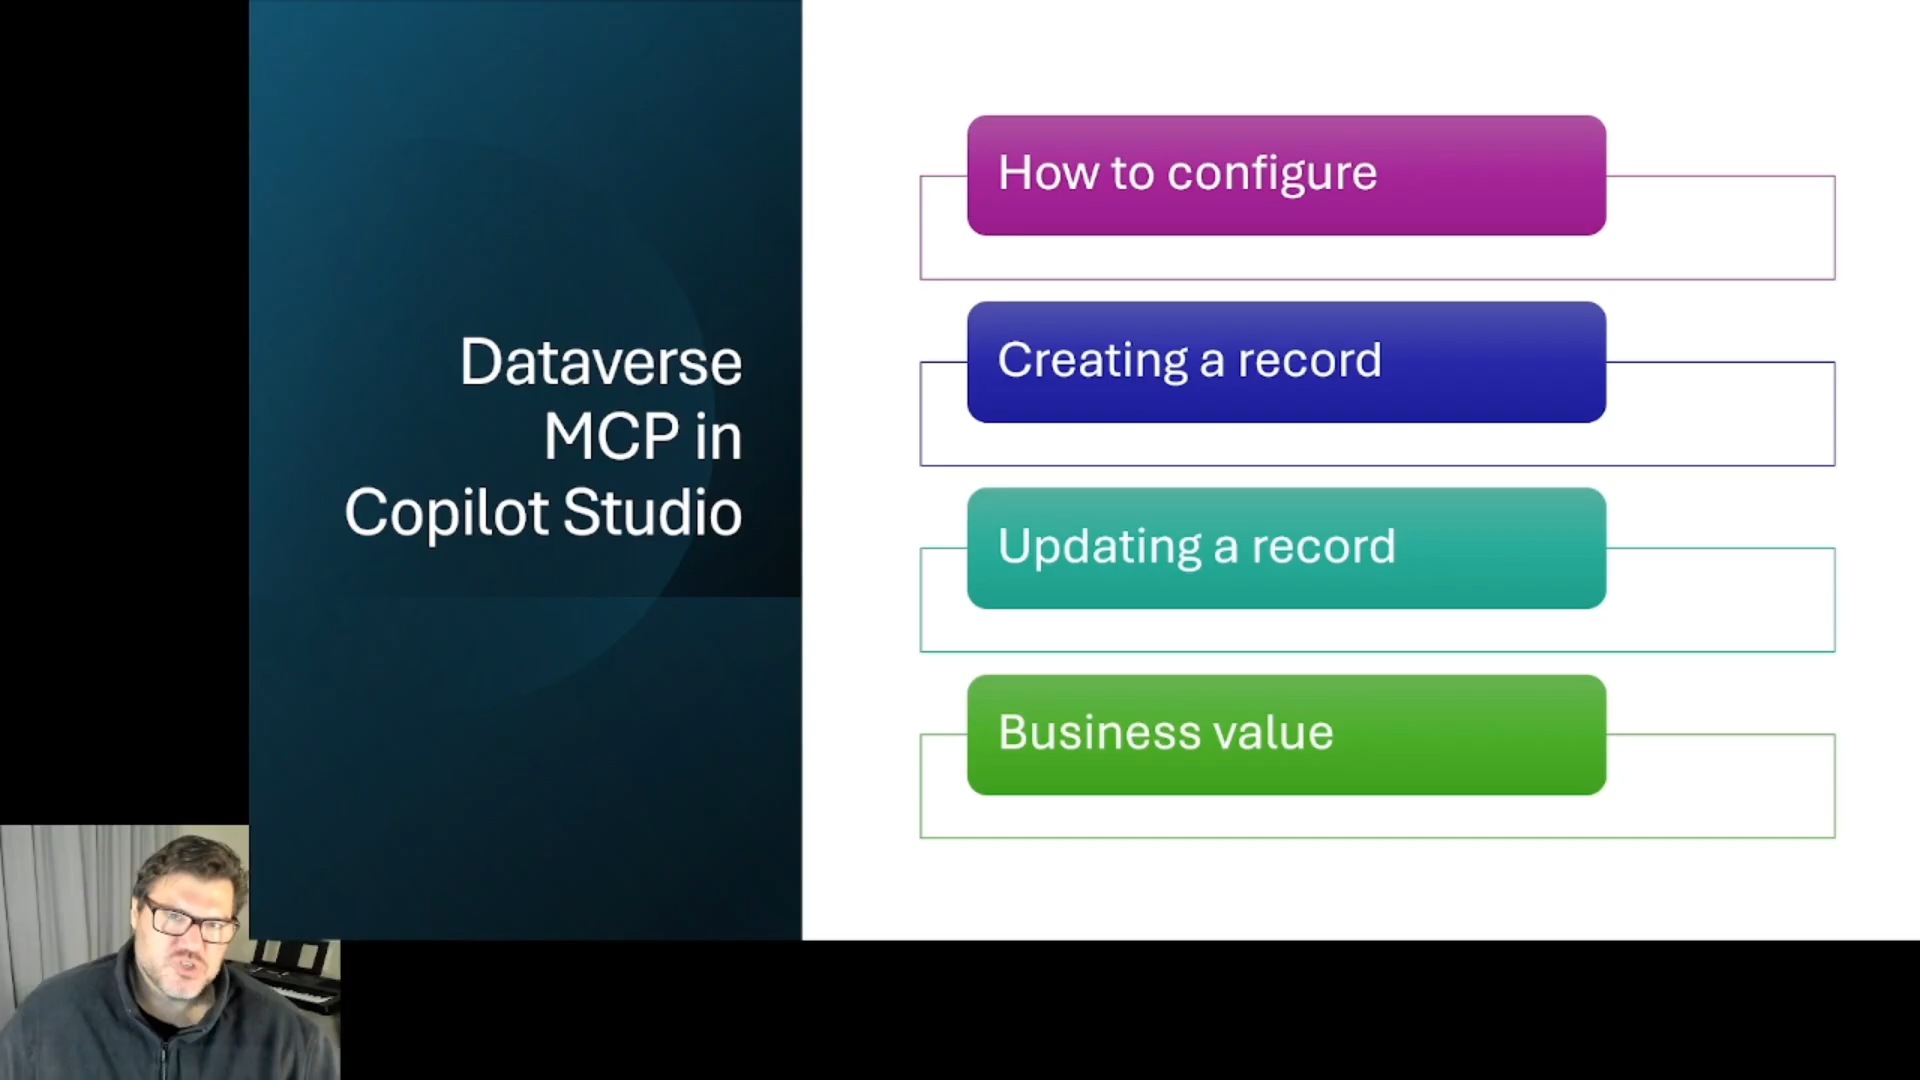 Dataverse
MCP in
Copilot Studio
How to configure
Creating a record
Updating a record
Business value